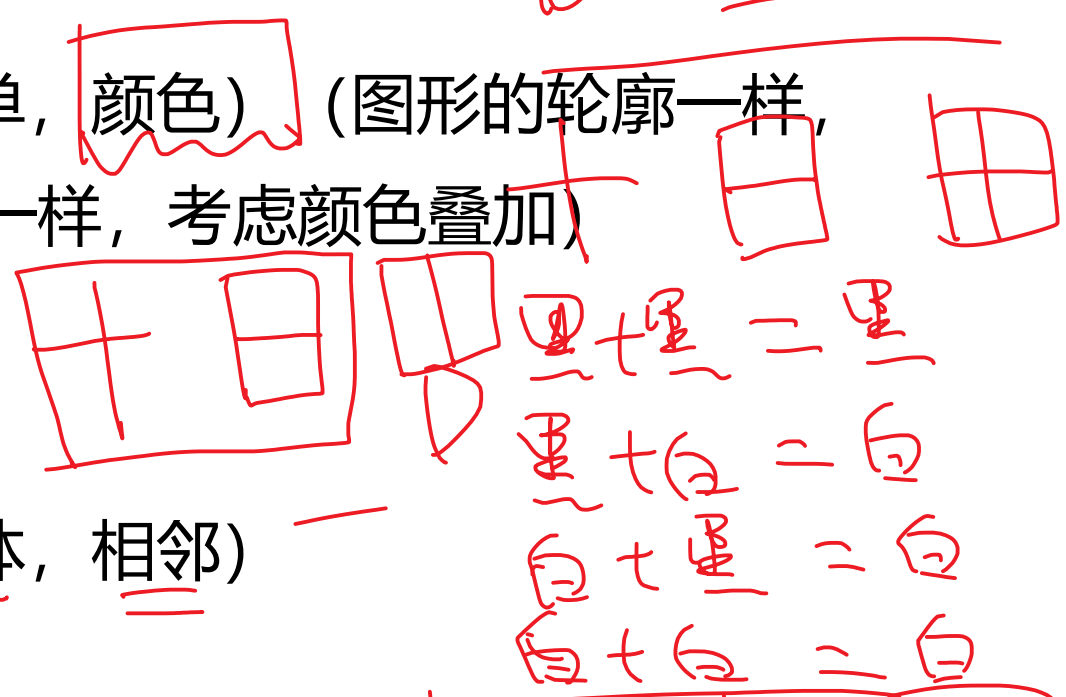 单，颜色）（图形的轮廓一样，
一样，考虑颜色叠加）
黑+黑=黑
黑+白=白
白+黑=白
体，相邻）
白+白=白